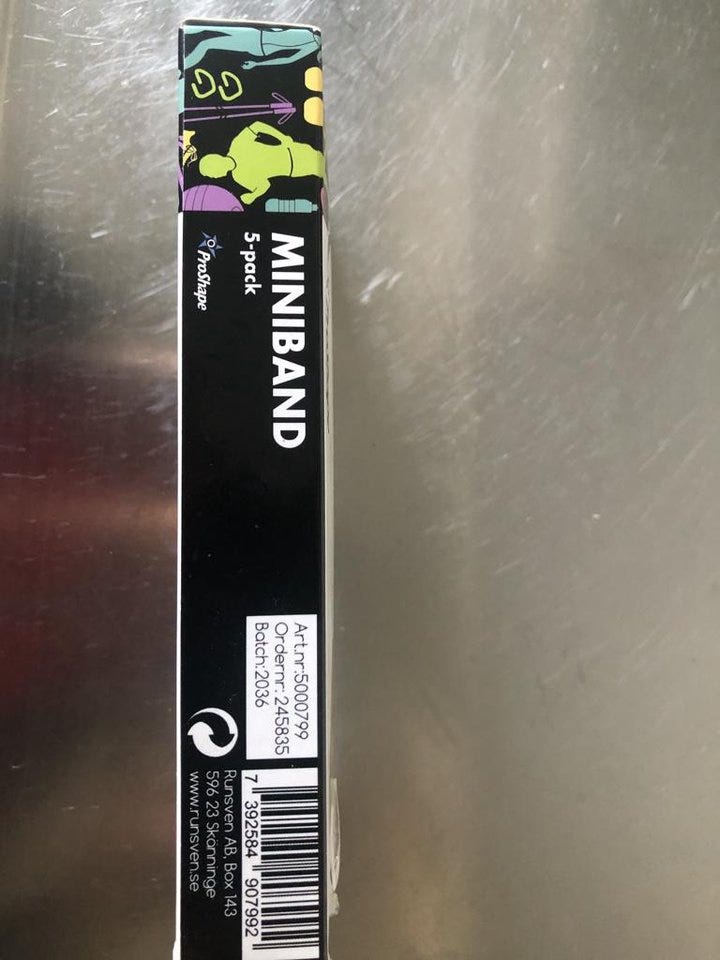 MINIBAND
5-pack
ProShape
Art.nr:5000799
Ordernr: 245835
Batch:2036
7 392584 907992
Runsven AB, Box 143
596 23 Skänninge
www.runsven.se